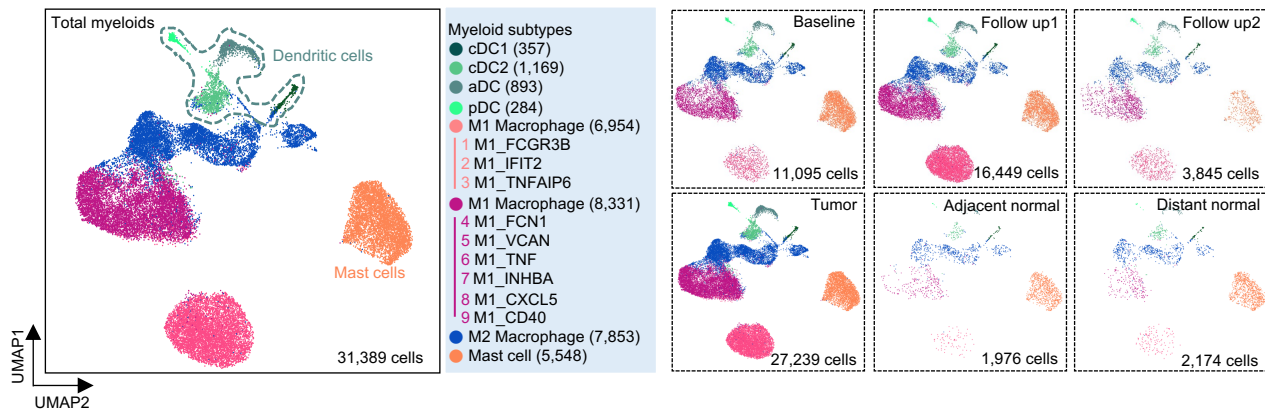 Total myeloids
Dendritic cells
Mast cells
31,389 cells
UMAP1
UMAP2
Myeloid subtypes
cDC1 (357)
cDC2 (1,169)
aDC (893)
pDC (284)
M1 Macrophage (6,954)
1 M1_FCGR3B
2 M1_IFIT2
3 M1_TNFAIP6
M1 Macrophage (8,331)
4 M1_FCN1
5 M1_VCAN
6 M1_TNF
7 M1_INHBA
8 M1_CXCL5
9 M1_CD40
M2 Macrophage (7,853)
Mast cell (5,548)
Baseline
11,095 cells
Follow up1
16,449 cells
Follow up2
3,845 cells
Tumor
27,239 cells
Adjacent normal
1,976 cells
Distant normal
2,174 cells